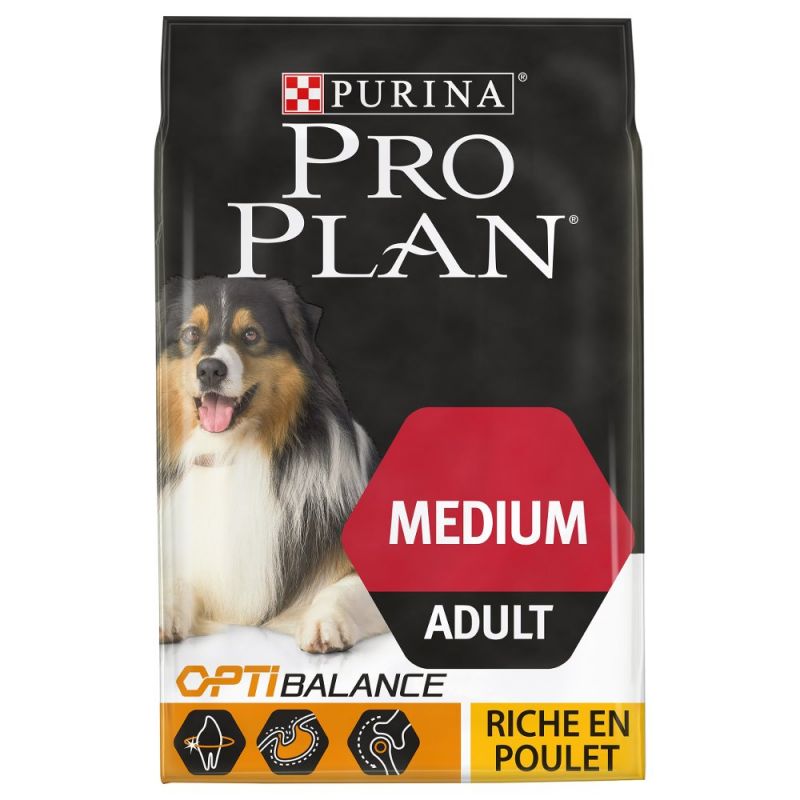 PURINA®
PRO
PLAN®
MEDIUM
ADULT
OPTIBALANCE
RICHE EN
POULET